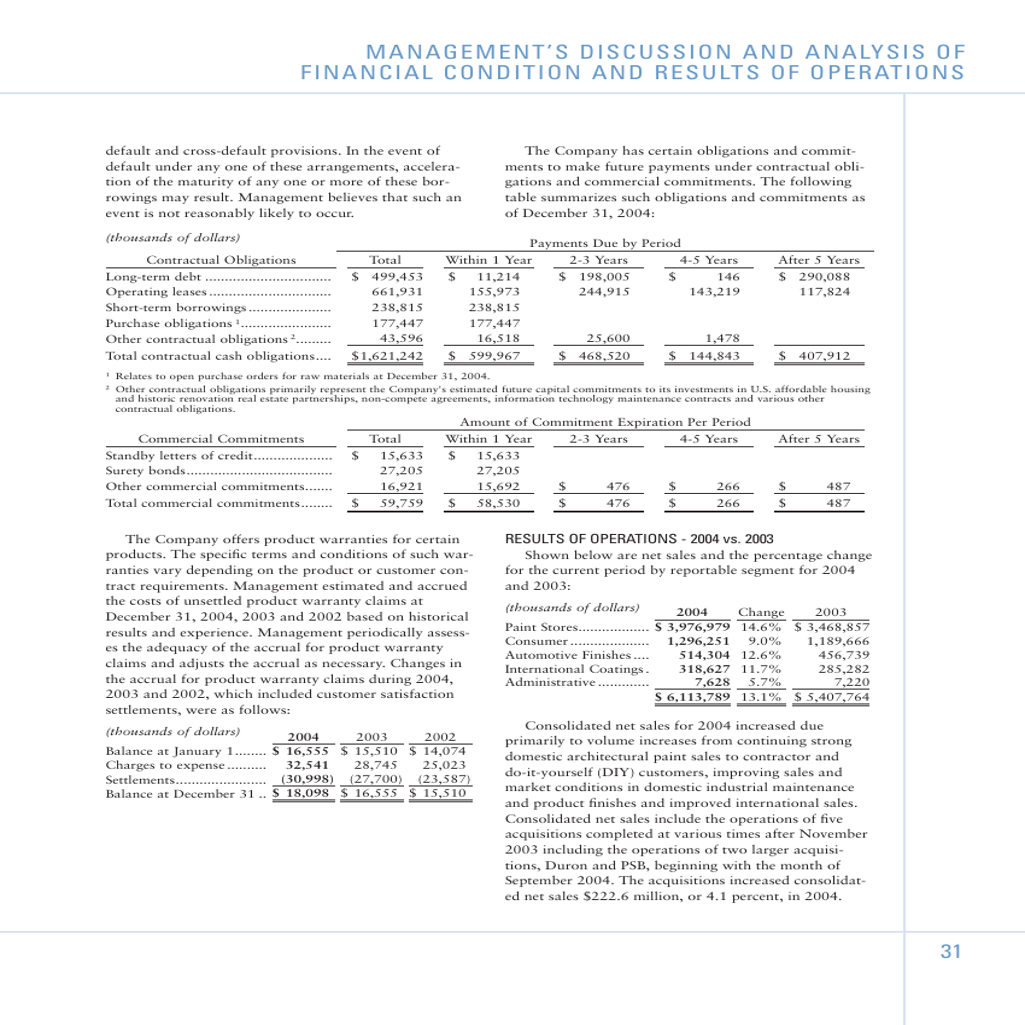 MANAGEMENT'S DISCUSSION AND ANALYSIS OF
FINANCIAL CONDITION AND RESULTS OF OPERATIONS
default and cross-default provisions. In the event of
default under any one of these arrangements, accelera-
tion of the maturity of any one or more of these bor-
rowings may result. Management believes that such an
event is not reasonably likely to occur.
The Company has certain obligations and commit-
ments to make future payments under contractual obli-
gations and commercial commitments. The following
table summarizes such obligations and commitments as
of December 31, 2004:
(thousands of dollars) Payments Due by Period
Contractual Obligations Total Within 1 Year 2-3 Years 4-5 Years After 5 Years
Long-term debt ................................ $ 499,453 $ 11,214 $ 198,005 $ 146 $ 290,088
Operating leases ............................... 661,931 155,973 244,915 143,219 117,824
Short-term borrowings ..................... 238,815 238,815
Purchase obligations ¹....................... 177,447 177,447
Other contractual obligations ²......... 43,596 16,518 25,600 1,478
Total contractual cash obligations.... $1,621,242 $ 599,967 $ 468,520 $ 144,843 $ 407,912
¹ Relates to open purchase orders for raw materials at December 31, 2004.
² Other contractual obligations primarily represent the Company's estimated future capital commitments to its investments in U.S. affordable housing
and historic renovation real estate partnerships, non-compete agreements, information technology maintenance contracts and various other
contractual obligations.
Amount of Commitment Expiration Per Period
Commercial Commitments Total Within 1 Year 2-3 Years 4-5 Years After 5 Years
Standby letters of credit.................... $ 15,633 $ 15,633
Surety bonds..................................... 27,205 27,205
Other commercial commitments....... 16,921 15,692 $ 476 $ 266 $ 487
Total commercial commitments........ $ 59,759 $ 58,530 $ 476 $ 266 $ 487
The Company offers product warranties for certain
products. The specific terms and conditions of such war-
ranties vary depending on the product or customer con-
tract requirements. Management estimated and accrued
the costs of unsettled product warranty claims at
December 31, 2004, 2003 and 2002 based on historical
results and experience. Management periodically assess-
es the adequacy of the accrual for product warranty
claims and adjusts the accrual as necessary. Changes in
the accrual for product warranty claims during 2004,
2003 and 2002, which included customer satisfaction
settlements, were as follows:
(thousands of dollars) 2004 2003 2002
Balance at January 1........ $ 16,555 $ 15,510 $ 14,074
Charges to expense .......... 32,541 28,745 25,023
Settlements....................... (30,998) (27,700) (23,587)
Balance at December 31 .. $ 18,098 $ 16,555 $ 15,510
RESULTS OF OPERATIONS - 2004 vs. 2003
Shown below are net sales and the percentage change
for the current period by reportable segment for 2004
and 2003:
(thousands of dollars) 2004 Change 2003
Paint Stores.................. $ 3,976,979 14.6% $ 3,468,857
Consumer .................... 1,296,251 9.0% 1,189,666
Automotive Finishes .... 514,304 12.6% 456,739
International Coatings . 318,627 11.7% 285,282
Administrative ............. 7,628 5.7% 7,220
$ 6,113,789 13.1% $ 5,407,764
Consolidated net sales for 2004 increased due
primarily to volume increases from continuing strong
domestic architectural paint sales to contractor and
do-it-yourself (DIY) customers, improving sales and
market conditions in domestic industrial maintenance
and product finishes and improved international sales.
Consolidated net sales include the operations of five
acquisitions completed at various times after November
2003 including the operations of two larger acquisi-
tions, Duron and PSB, beginning with the month of
September 2004. The acquisitions increased consolidat-
ed net sales $222.6 million, or 4.1 percent, in 2004.
31